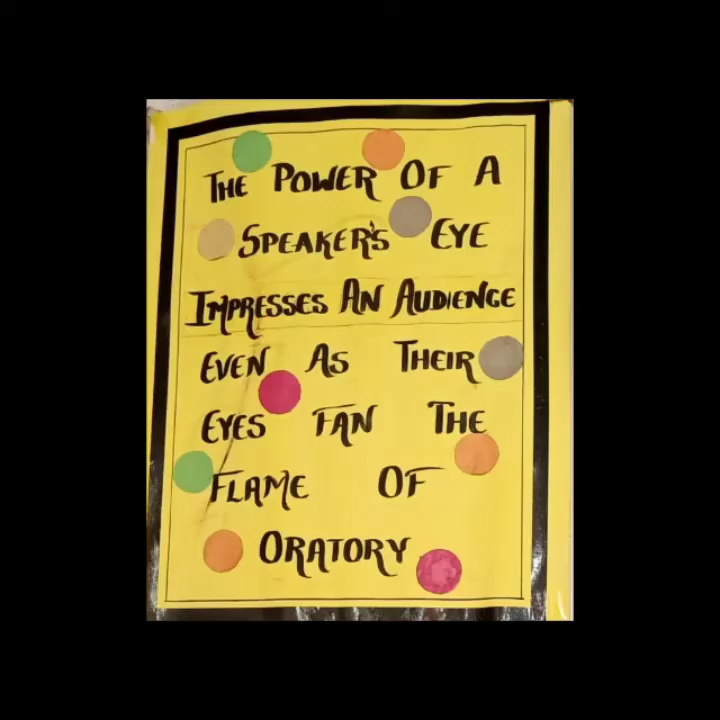 THE POWER OF A
SPEAKER'S EYE
IMPRESSES AN AUDIENCE
EVEN AS THEIR
EYES FAN THE
FLAME OF
ORATORY